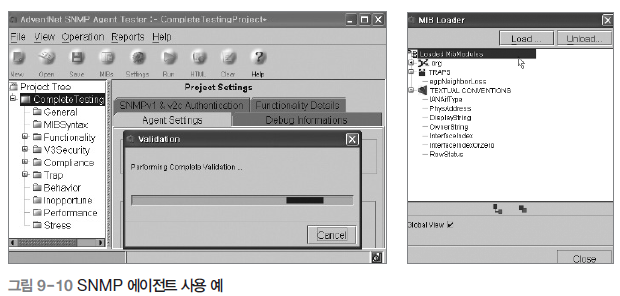 AdventNet SNMP Agent Tester :- CompleteTestingProject+
File View Operation Reports Help
New Open Save MIBs Settings Run HTML Clear Help
Project Tree
CompleteTesting
General
MIBSyntax
Functionality
V3Security
Compliance
Trap
Behavior
Inopportune
Performance
Stress
Project Settings
SNMPv1 & v2c Authentication
Functionality Details
Agent Settings
Debug Informations
Validation
Performing Complete Validation ...
Cancel
MIB Loader
Load...
Unload...
Loaded MibModules
org
TRAPS
egpNeighborLoss
TEXTUAL CONVENTIONS
IANAifType
PhysAddress
DisplayString
OwnerString
InterfaceIndex
InterfaceIndexOrZero
RowStatus
Global View
Close
그림 9-10 SNMP 에이전트 사용 예